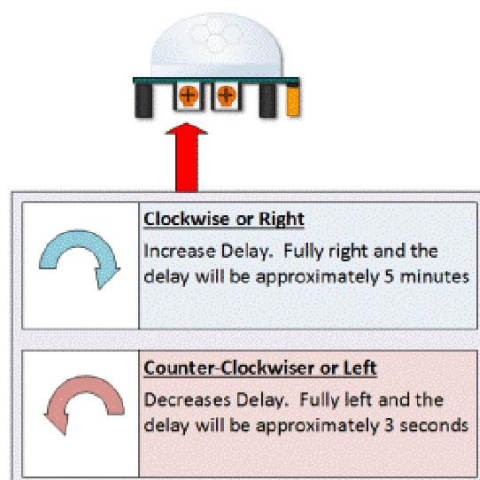 Clockwise or Right
Increase Delay. Fully right and the
delay will be approximately 5 minutes
Counter-Clockwiser or Left
Decreases Delay. Fully left and the
delay will be approximately 3 seconds